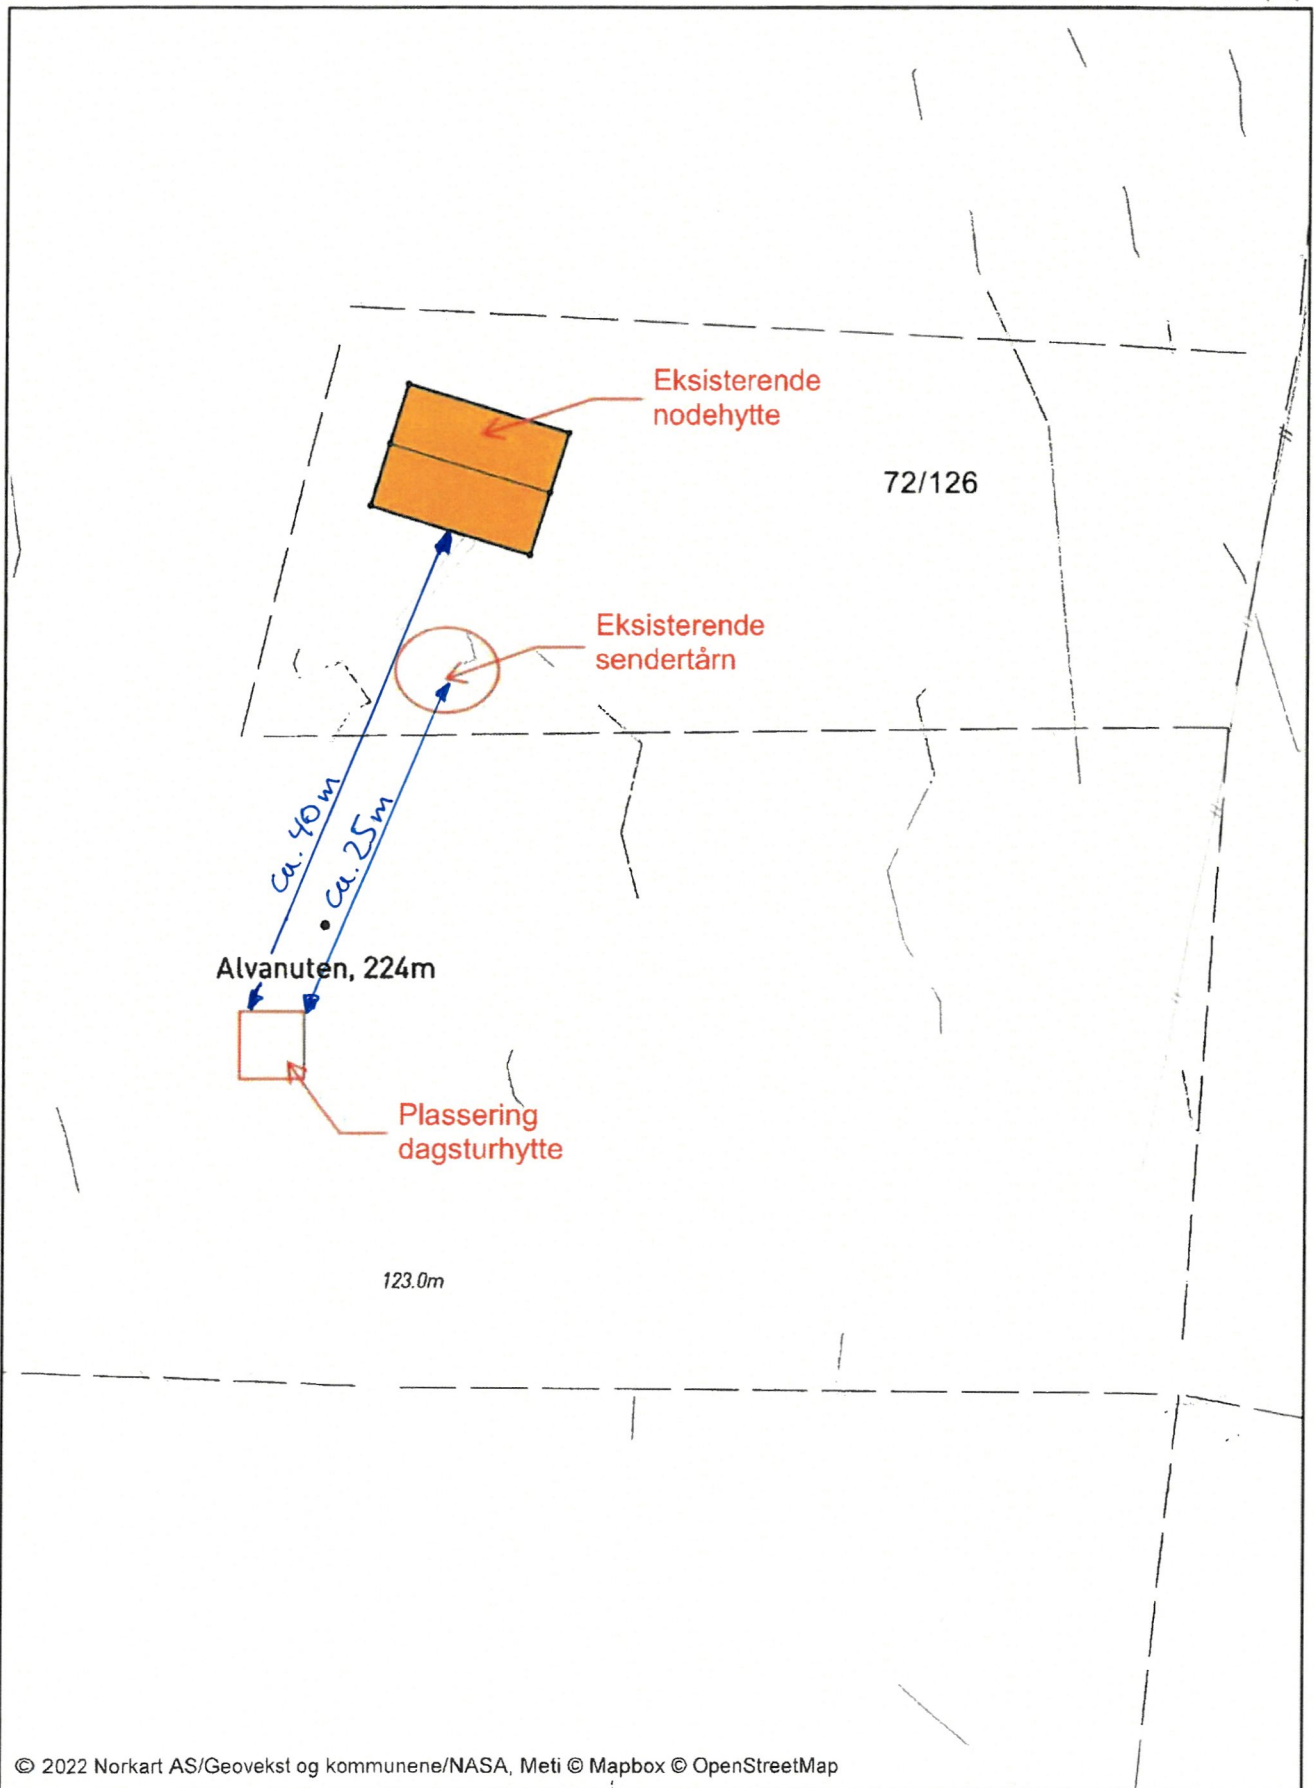 Eksisterende
nodehytte
72/126
Eksisterende
sendertårn
ca. 40m
ca. 25m
Alvanuten, 224m
Plassering
dagsturhytte
123.0m
© 2022 Norkart AS/Geovekst og kommunene/NASA, Meti © Mapbox © OpenStreetMap